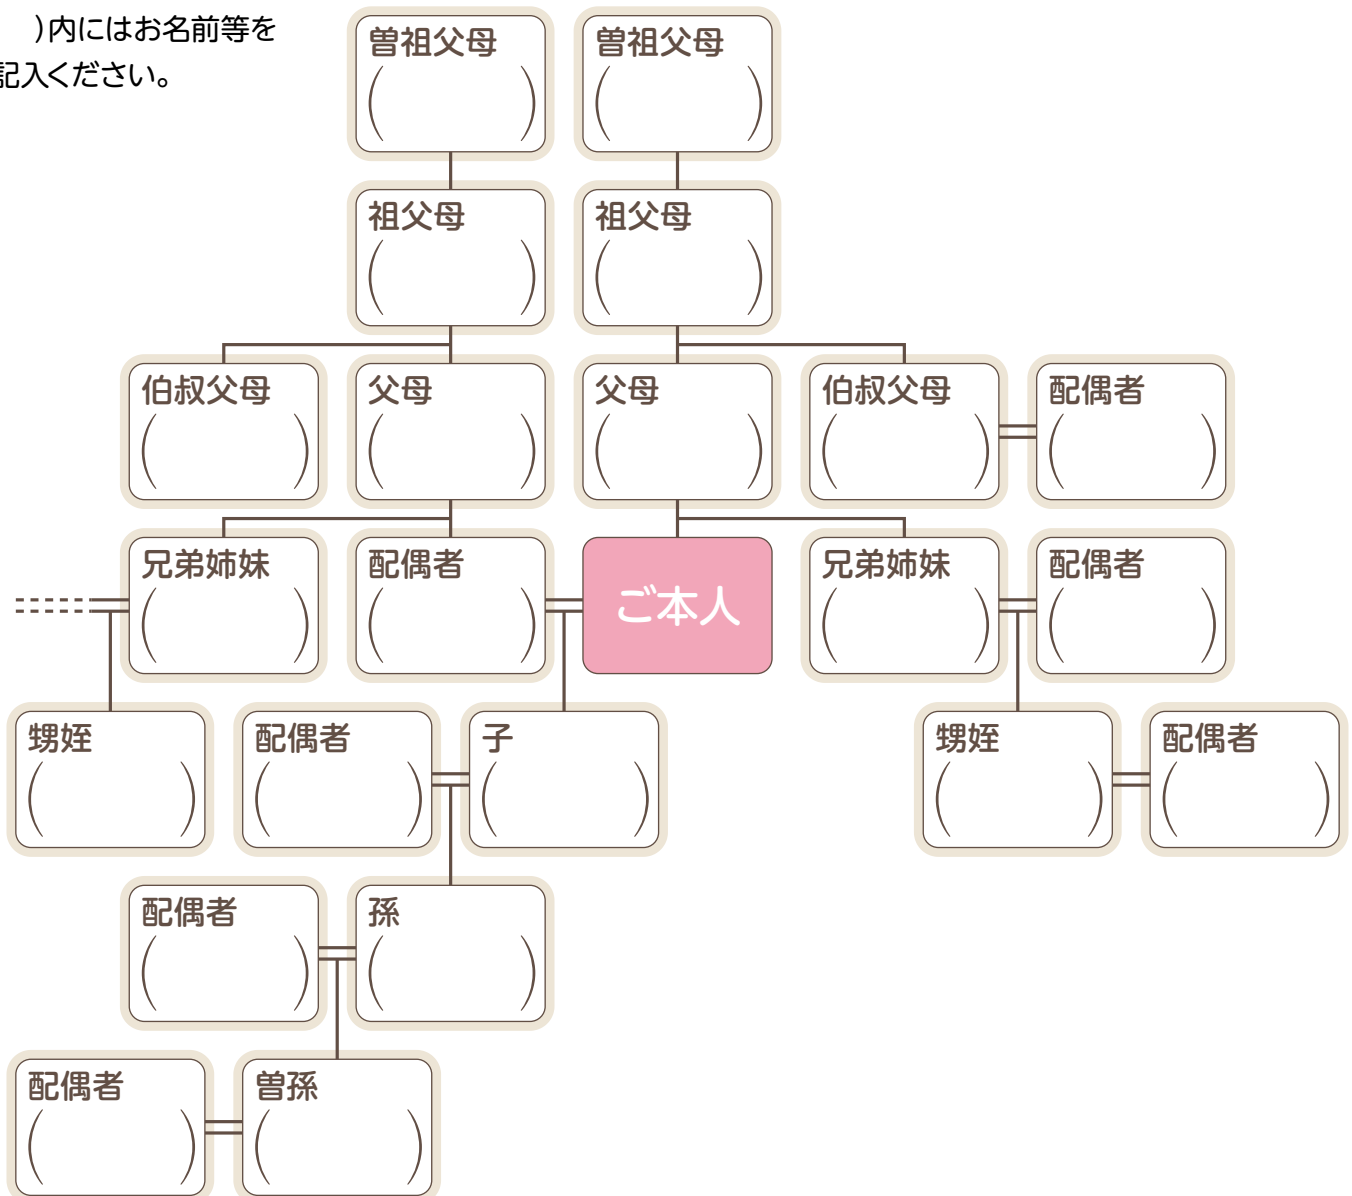 )内にはお名前等を
記入ください。
曽祖父母
( )
曽祖父母
( )
祖父母
( )
祖父母
( )
伯叔父母
( )
父母
( )
父母
( )
伯叔父母
( )
配偶者
( )
兄弟姉妹
( )
配偶者
( )
ご本人
兄弟姉妹
( )
配偶者
( )
甥姪
( )
配偶者
( )
子
( )
甥姪
( )
配偶者
( )
配偶者
( )
孫
( )
配偶者
( )
曽孫
( )